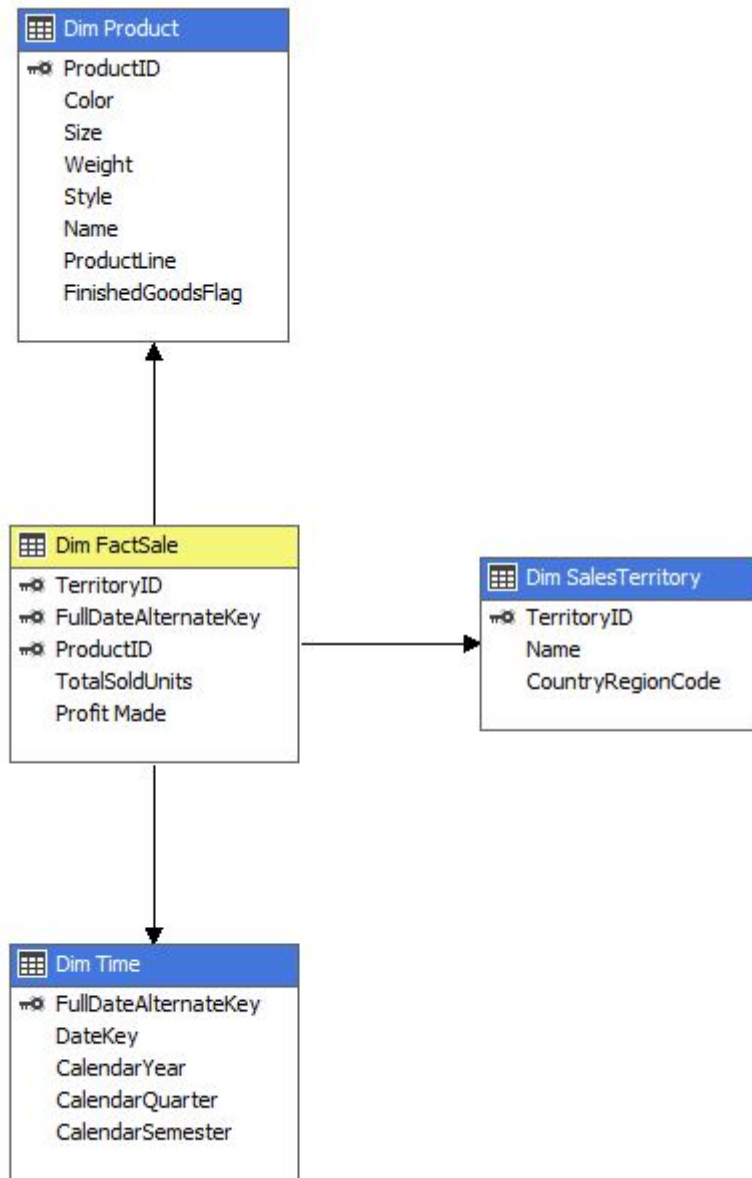 Dim Product
ProductID
Color
Size
Weight
Style
Name
ProductLine
FinishedGoodsFlag
Dim FactSale
TerritoryID
FullDateAlternateKey
ProductID
TotalSoldUnits
Profit Made
Dim SalesTerritory
TerritoryID
Name
CountryRegionCode
Dim Time
FullDateAlternateKey
DateKey
CalendarYear
CalendarQuarter
CalendarSemester